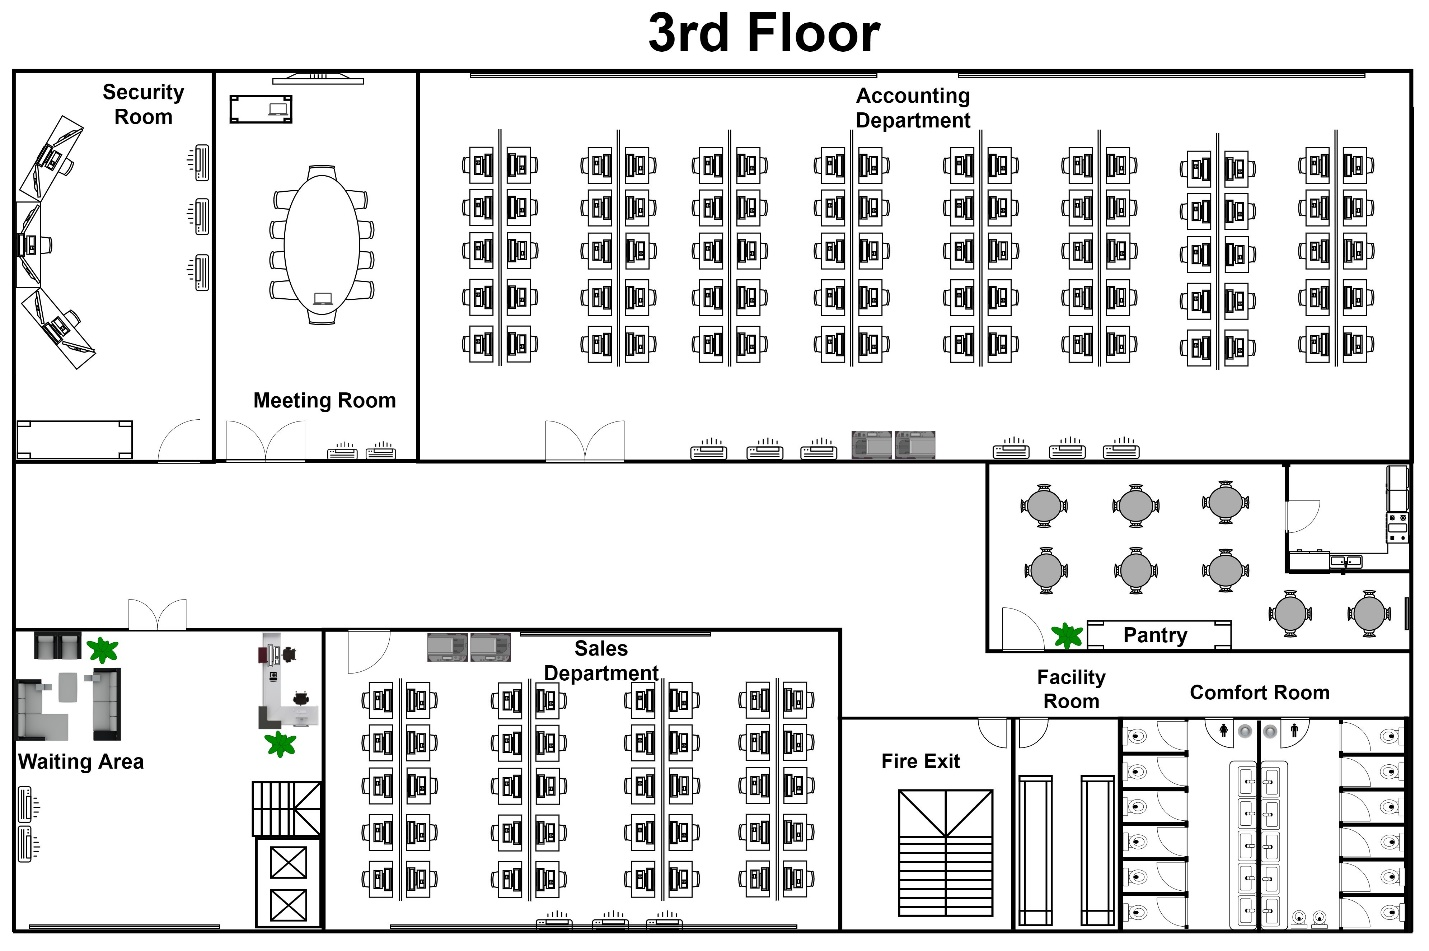 3rd Floor
Security
Room
Accounting
Department
Meeting Room
Pantry
Sales
Department
Facility
Room
Comfort Room
Waiting Area
Fire Exit